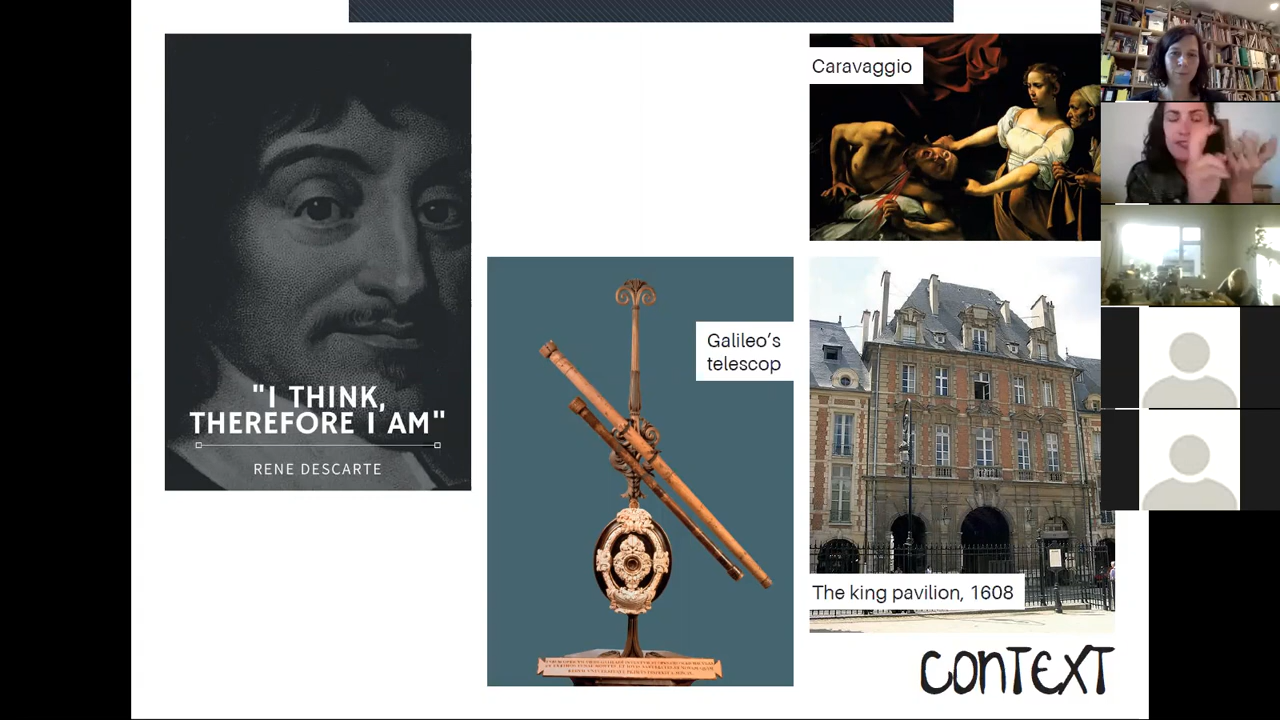 "I THINK,
THEREFORE I AM"
RENE DESCARTE
Caravaggio
Galileo's
telescop
The king pavilion, 1608
CONTEXT